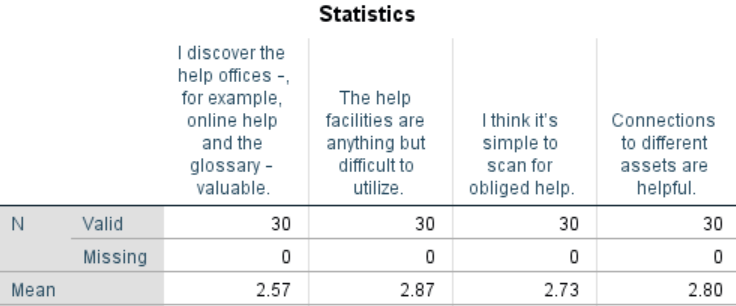 Statistics
I discover the
help offices -,
for example,
online help
and the
glossary -
valuable.
The help
facilities are
anything but
difficult to
utilize.
I think it's
simple to
scan for
obliged help.
Connections
to different
assets are
helpful.
N Valid 30 30 30 30
Missing 0 0 0 0
Mean 2.57 2.87 2.73 2.80